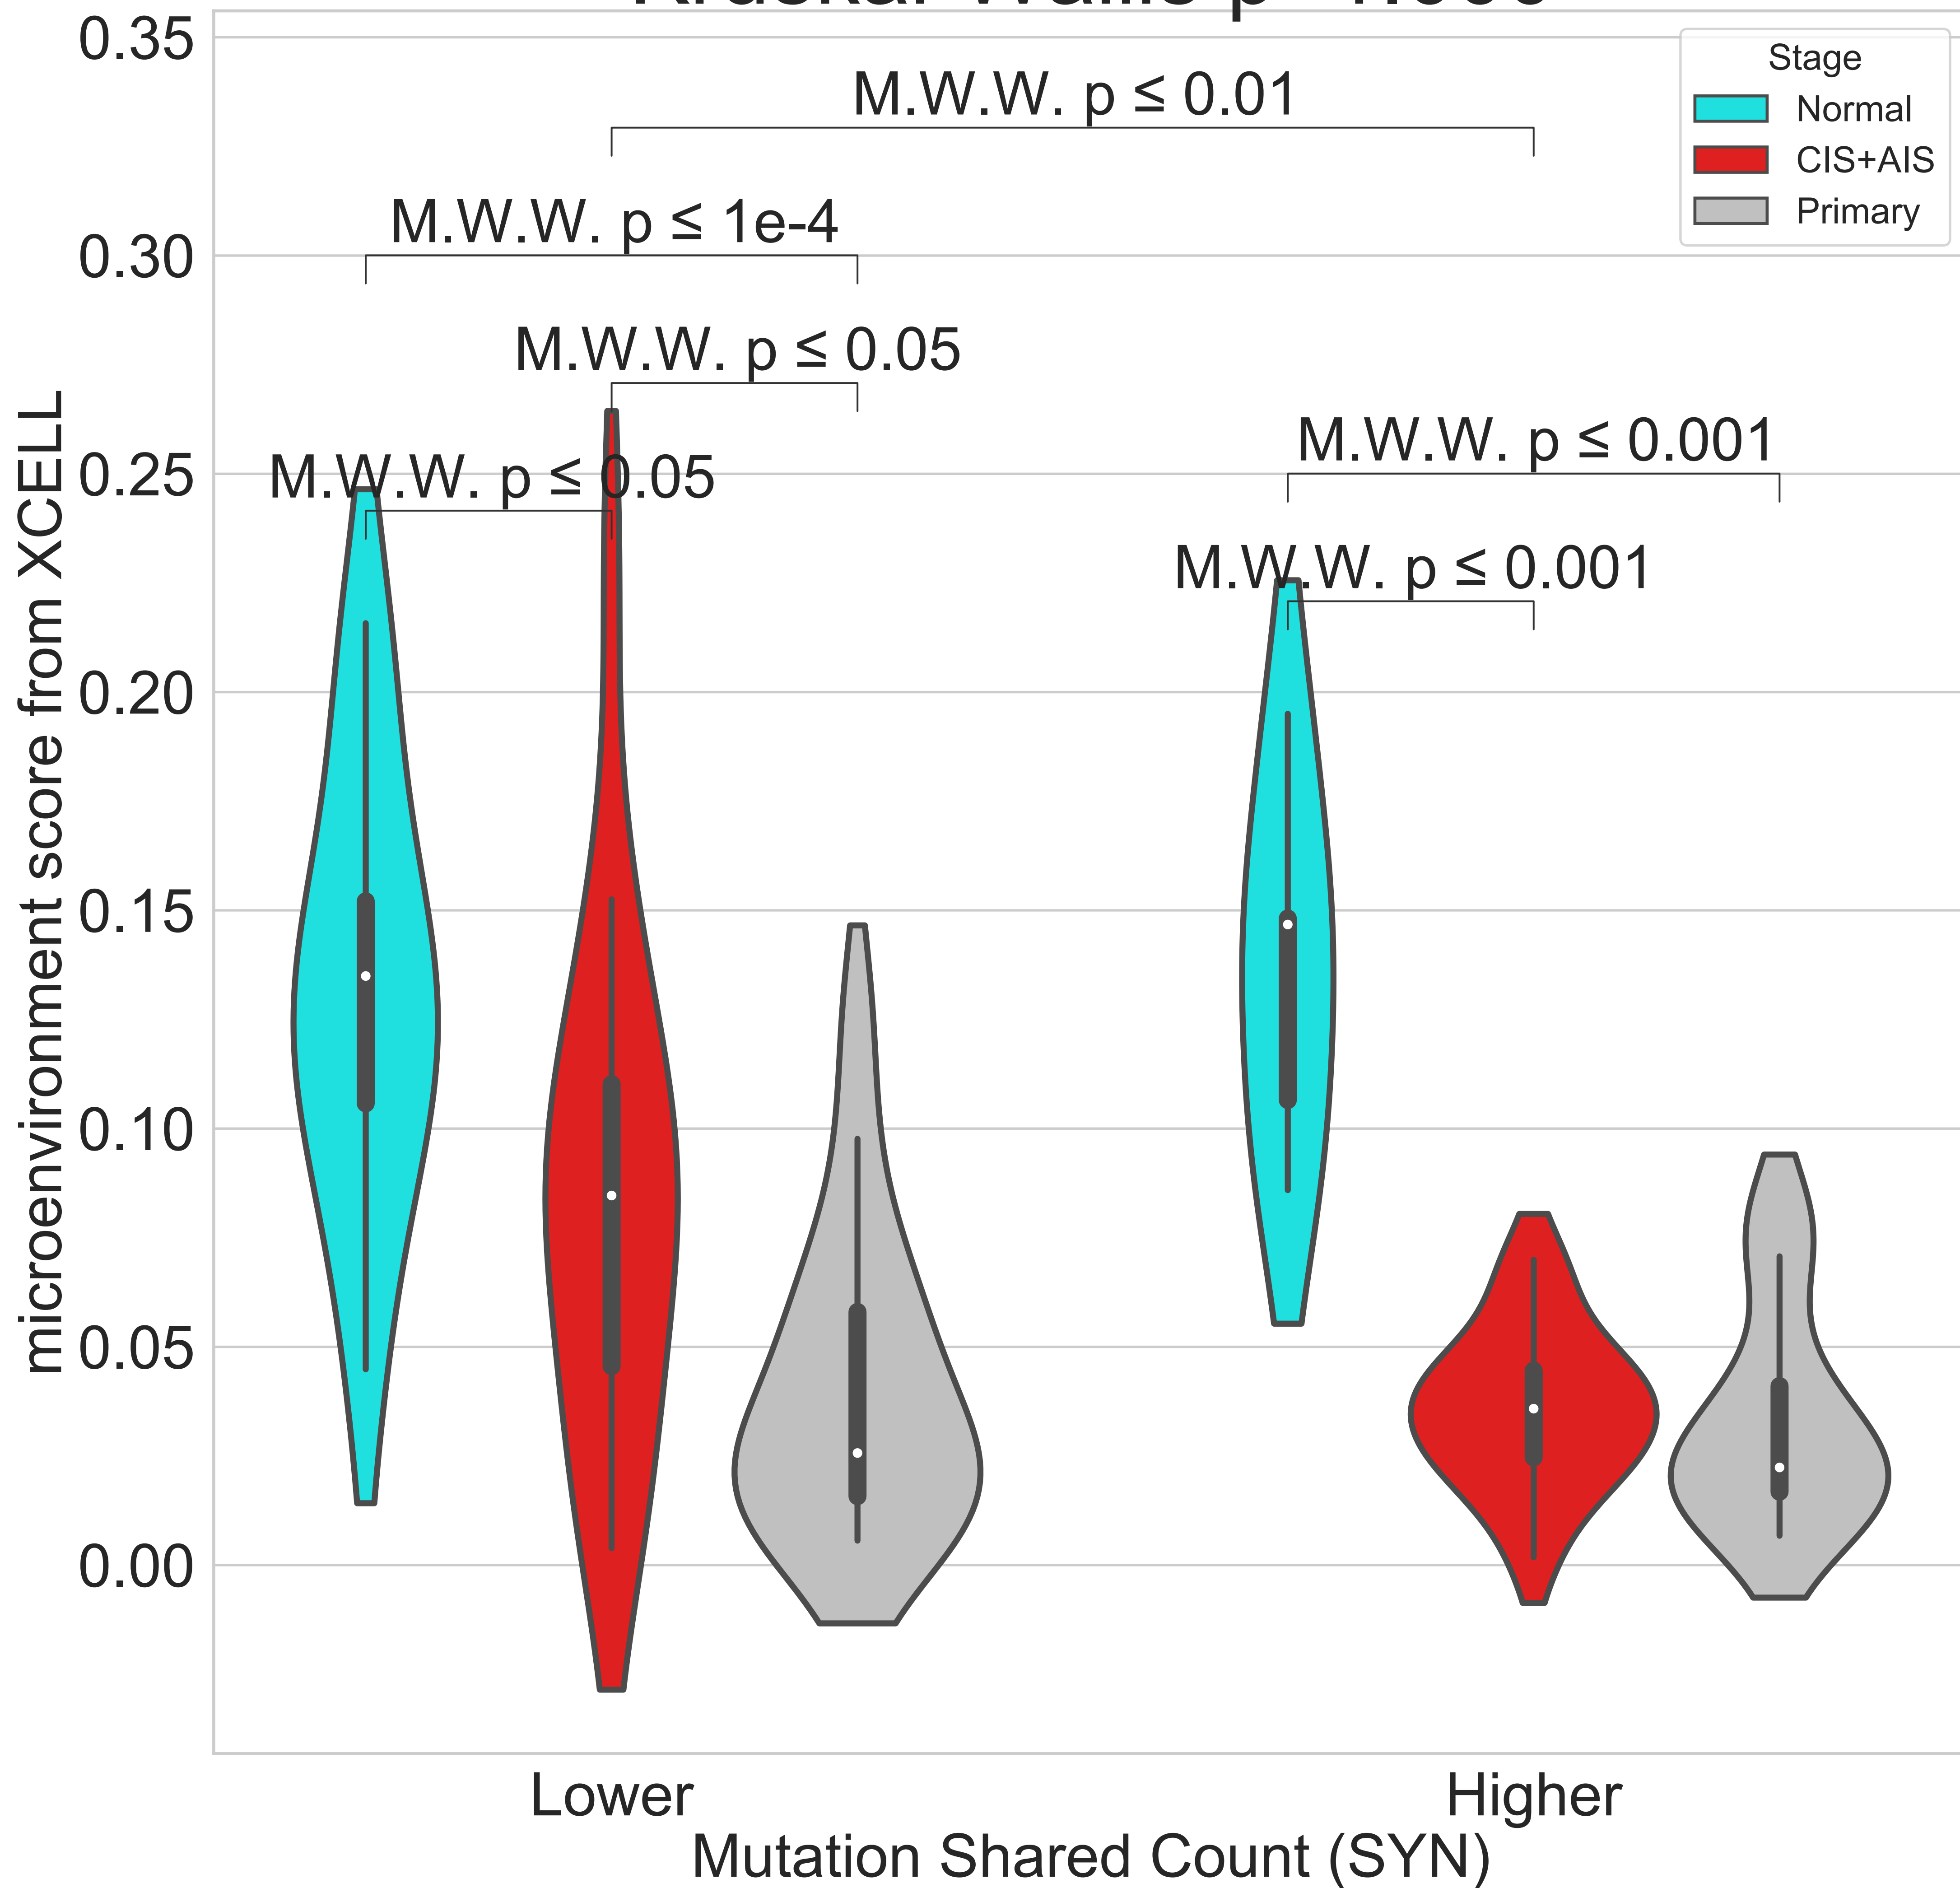 0.35
0.30
0.25
0.20
0.15
0.10
0.05
0.00
microenvironment score from XCELL
M.W.W. p ≤ 0.01
M.W.W. p ≤ 1e-4
M.W.W. p ≤ 0.05
M.W.W. p ≤ 0.05
M.W.W. p ≤ 0.001
M.W.W. p ≤ 0.001
Stage
Normal
CIS+AIS
Primary
Lower
Higher
Mutation Shared Count (SYN)